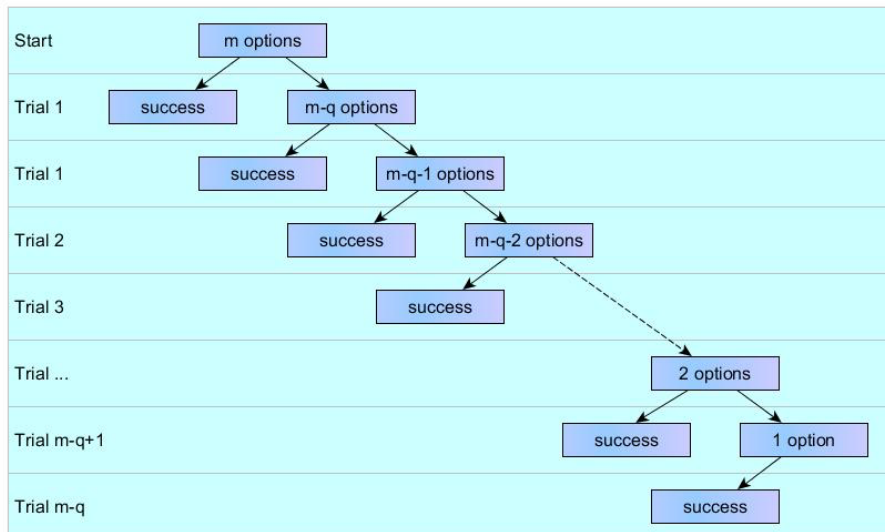 Start
m options
Trial 1
success
m-q options
Trial 1
success
m-q-1 options
Trial 2
success
m-q-2 options
Trial 3
success
Trial ...
2 options
Trial m-q+1
success
1 option
Trial m-q
success